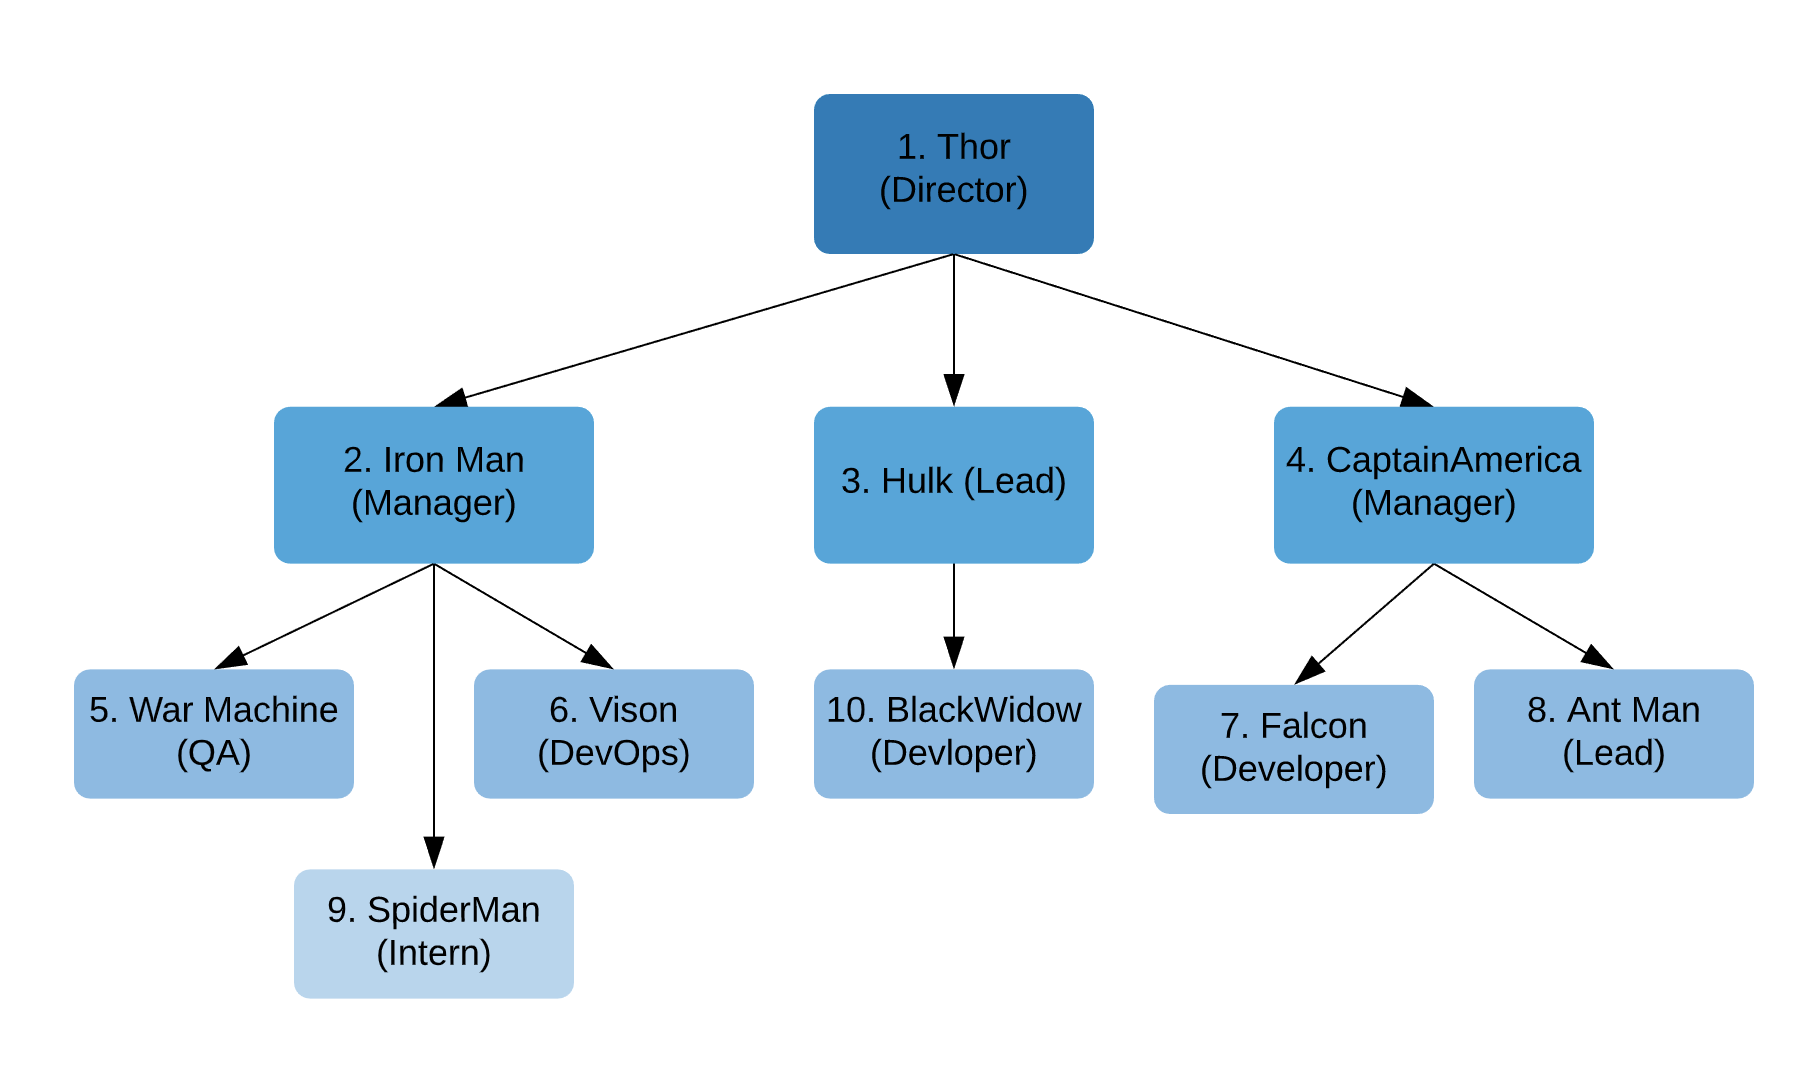 1. Thor
(Director)
2. Iron Man
(Manager)
3. Hulk (Lead)
4. CaptainAmerica
(Manager)
5. War Machine
(QA)
6. Vison
(DevOps)
10. BlackWidow
(Devloper)
7. Falcon
(Developer)
8. Ant Man
(Lead)
9. SpiderMan
(Intern)